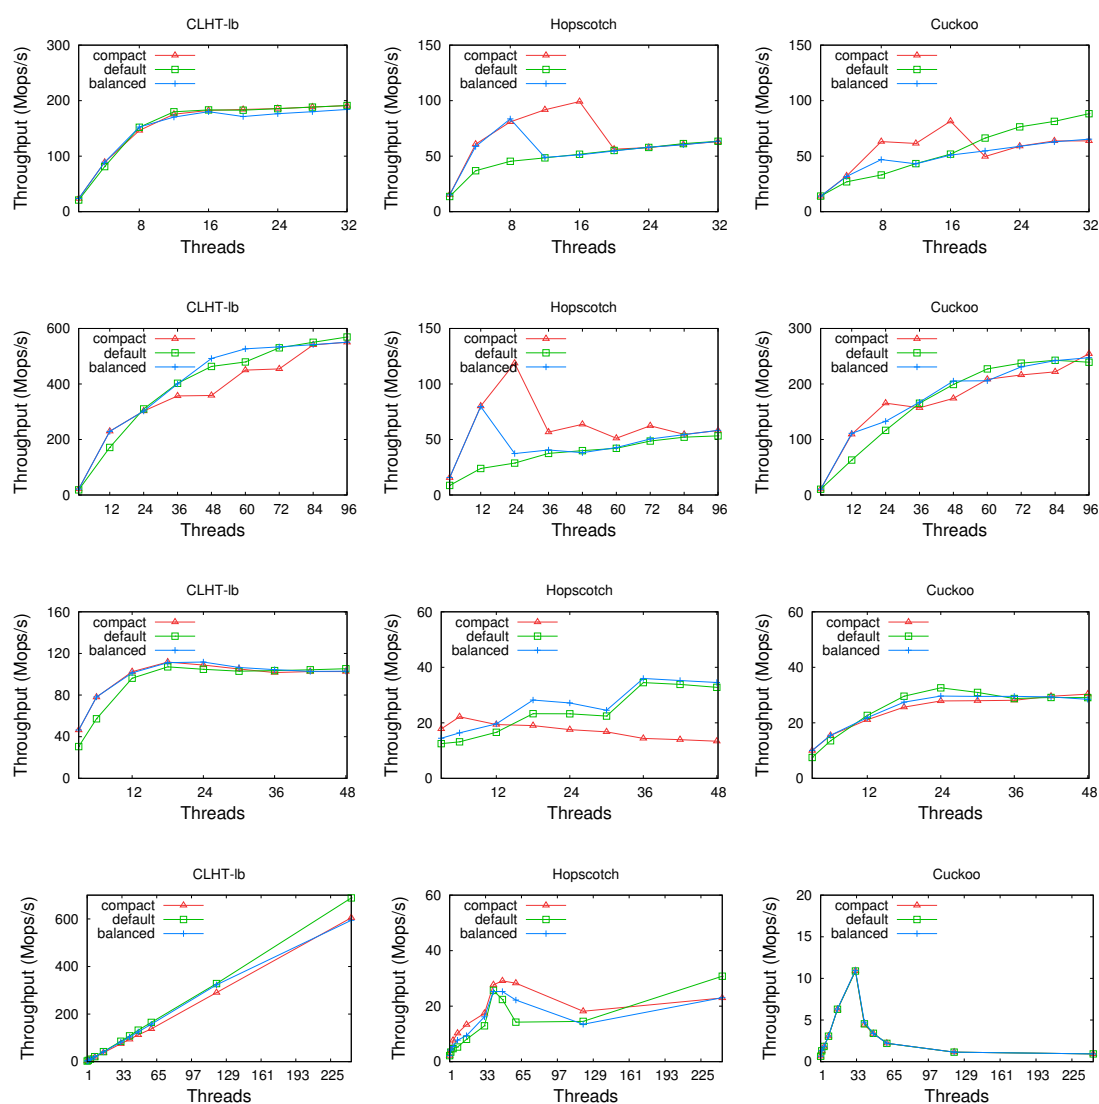 CLHT-lb
Hopscotch
Cuckoo
Throughput (Mops/s)
300
200
100
0
compact
default
balanced
8 16 24 32
Threads
Throughput (Mops/s)
150
100
50
0
compact
default
balanced
8 16 24 32
Threads
Throughput (Mops/s)
150
100
50
0
compact
default
balanced
8 16 24 32
Threads
CLHT-lb
Hopscotch
Cuckoo
Throughput (Mops/s)
600
400
200
0
compact
default
balanced
12 24 36 48 60 72 84 96
Threads
Throughput (Mops/s)
150
100
50
0
compact
default
balanced
12 24 36 48 60 72 84 96
Threads
Throughput (Mops/s)
300
200
100
0
compact
default
balanced
12 24 36 48 60 72 84 96
Threads
CLHT-lb
Hopscotch
Cuckoo
Throughput (Mops/s)
160
120
80
40
0
compact
default
balanced
12 24 36 48
Threads
Throughput (Mops/s)
60
40
20
0
compact
default
balanced
12 24 36 48
Threads
Throughput (Mops/s)
60
40
20
0
compact
default
balanced
12 24 36 48
Threads
CLHT-lb
Hopscotch
Cuckoo
Throughput (Mops/s)
600
400
200
0
compact
default
balanced
1 33 65 97 129 161 193 225
Threads
Throughput (Mops/s)
60
40
20
0
compact
default
balanced
1 33 65 97 129 161 193 225
Threads
Throughput (Mops/s)
20
15
10
5
0
compact
default
balanced
1 33 65 97 129 161 193 225
Threads